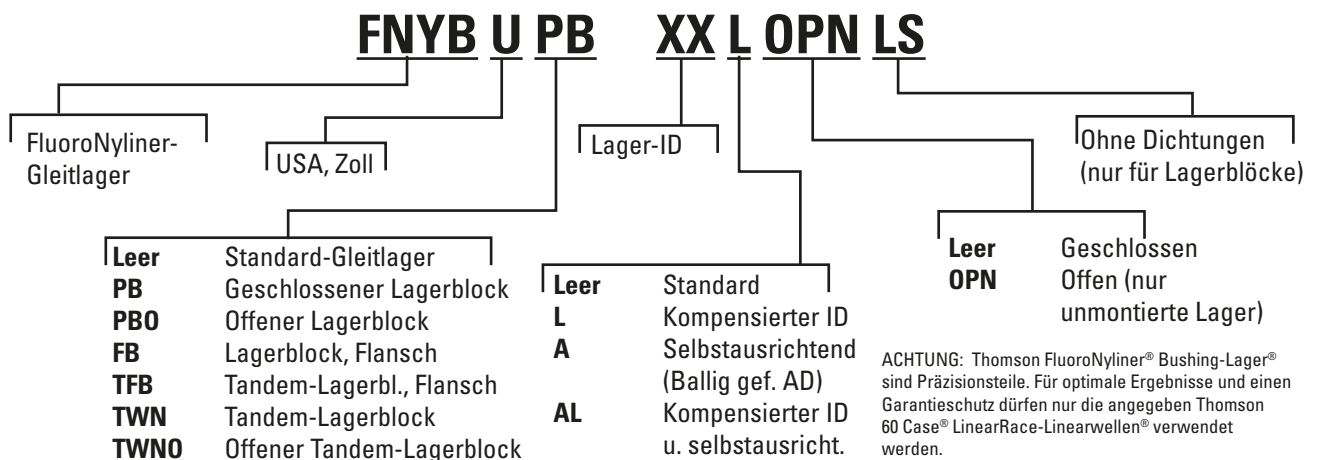 FNYB U PB XX L OPN LS
FluoroNyliner-
Gleitlager
USA, Zoll
Lager-ID
Ohne Dichtungen
(nur für Lagerblöcke)
Leer Standard-Gleitlager
PB Geschlossener Lagerblock
PBO Offener Lagerblock
FB Lagerblock, Flansch
TFB Tandem-Lagerbl., Flansch
TWN Tandem-Lagerblock
TWNO Offener Tandem-Lagerblock
Leer Standard
L Kompensierter ID
A Selbstausrichtend
(Ballig gef. AD)
AL Kompensierter ID
u. selbstausricht.
Leer Geschlossen
OPN Offen (nur
unmontierte Lager)
ACHTUNG: Thomson FluoroNyliner® Bushing-Lager®
sind Präzisionsteile. Für optimale Ergebnisse und einen
Garantieschutz dürfen nur die angegeben Thomson
60 Case® LinearRace-Linearwellen® verwendet
werden.